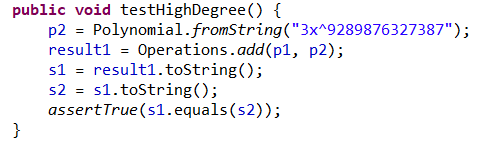 public void testHighDegree() {
p2 = Polynomial.fromString("3x^9289876327387");
result1 = Operations.add(p1, p2);
s1 = result1.toString();
s2 = s1.toString();
assertTrue(s1.equals(s2));
}